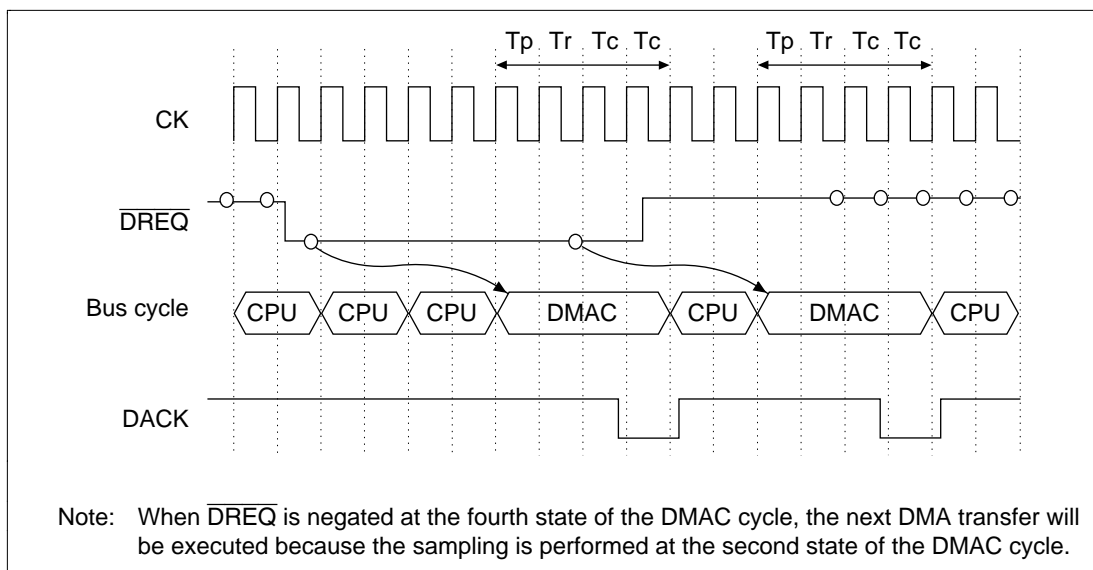 Tp Tr Tc Tc Tp Tr Tc Tc
CK
DREQ
Bus cycle CPU CPU CPU DMAC CPU DMAC CPU
DACK
Note: When DREQ is negated at the fourth state of the DMAC cycle, the next DMA transfer will
be executed because the sampling is performed at the second state of the DMAC cycle.